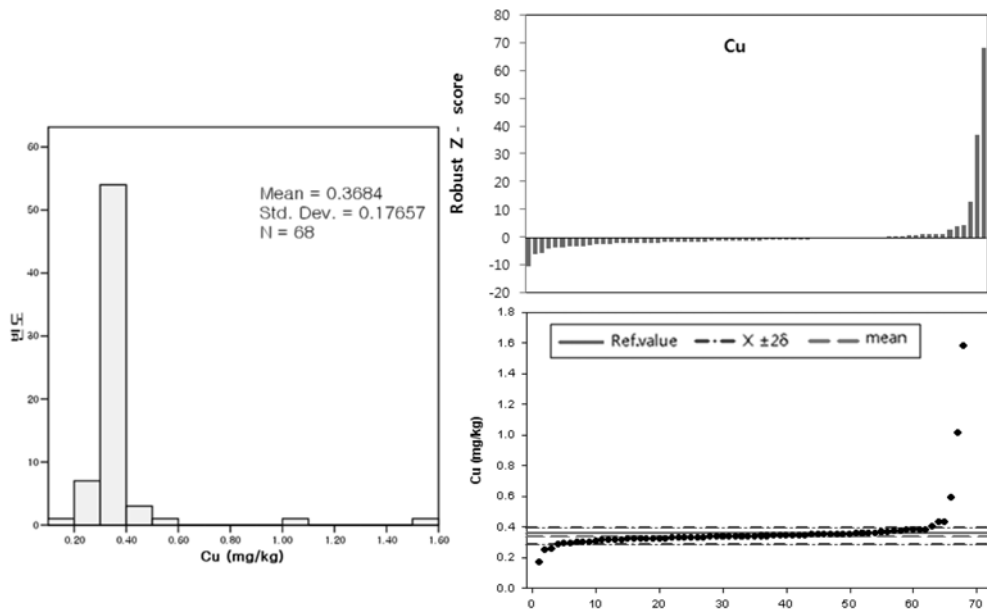 60
50
40
30
20
10
0
빈도
Mean = 0.3684
Std. Dev. = 0.17657
N = 68
0.20 0.40 0.60 0.80 1.00 1.20 1.40 1.60
Cu (mg/kg)
Cu
Robust Z - score
80
70
60
50
40
30
20
10
0
-10
-20
Ref.value X ±2δ mean
Cu (mg/kg)
1.8
1.6
1.4
1.2
1.0
0.8
0.6
0.4
0.2
0.0
0 10 20 30 40 50 60 70